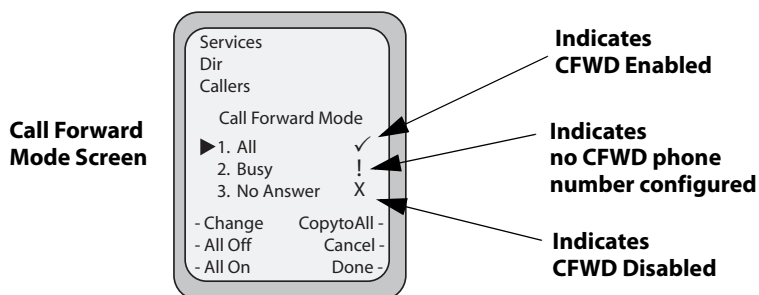 Call Forward
Mode Screen
Services
Dir
Callers
Call Forward Mode
1. All ✓
2. Busy !
3. No Answer X
- Change CopytoAll -
- All Off Cancel -
- All On Done -
Indicates
CFWD Enabled
Indicates
no CFWD phone
number configured
Indicates
CFWD Disabled